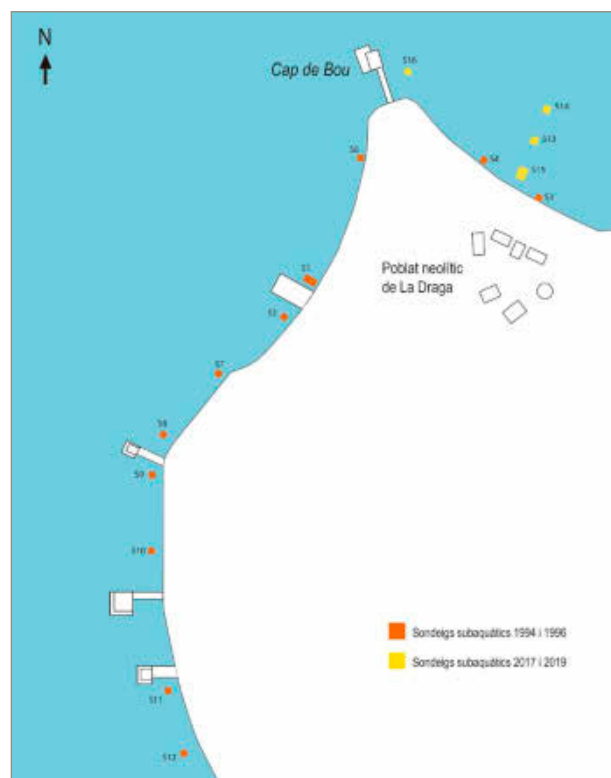 N
Cap de Bou
S16
S14
S13
S6
S4
S15
S3
Poblat neolític
de La Draga
S1
S2
S7
S8
S9
S10
Sondeigs subaquàtics 1994 i 1996
Sondeigs subaquàtics 2017 i 2019
S11
S12